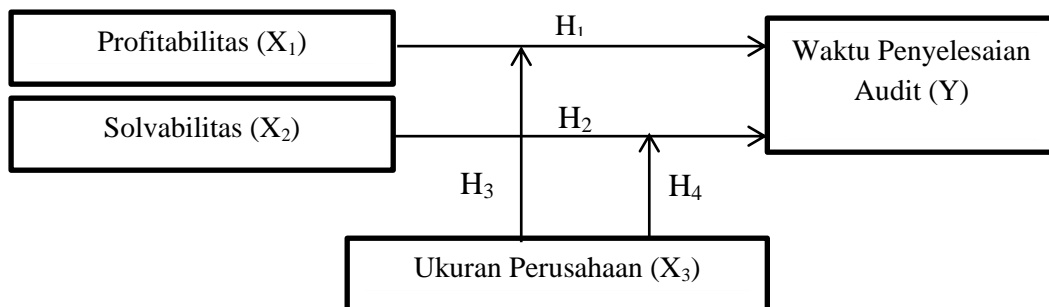 Profitabilitas (X₁)
H₁
Waktu Penyelesaian
Audit (Y)
Solvabilitas (X₂)
H₂
H₃
H₄
Ukuran Perusahaan (X₃)